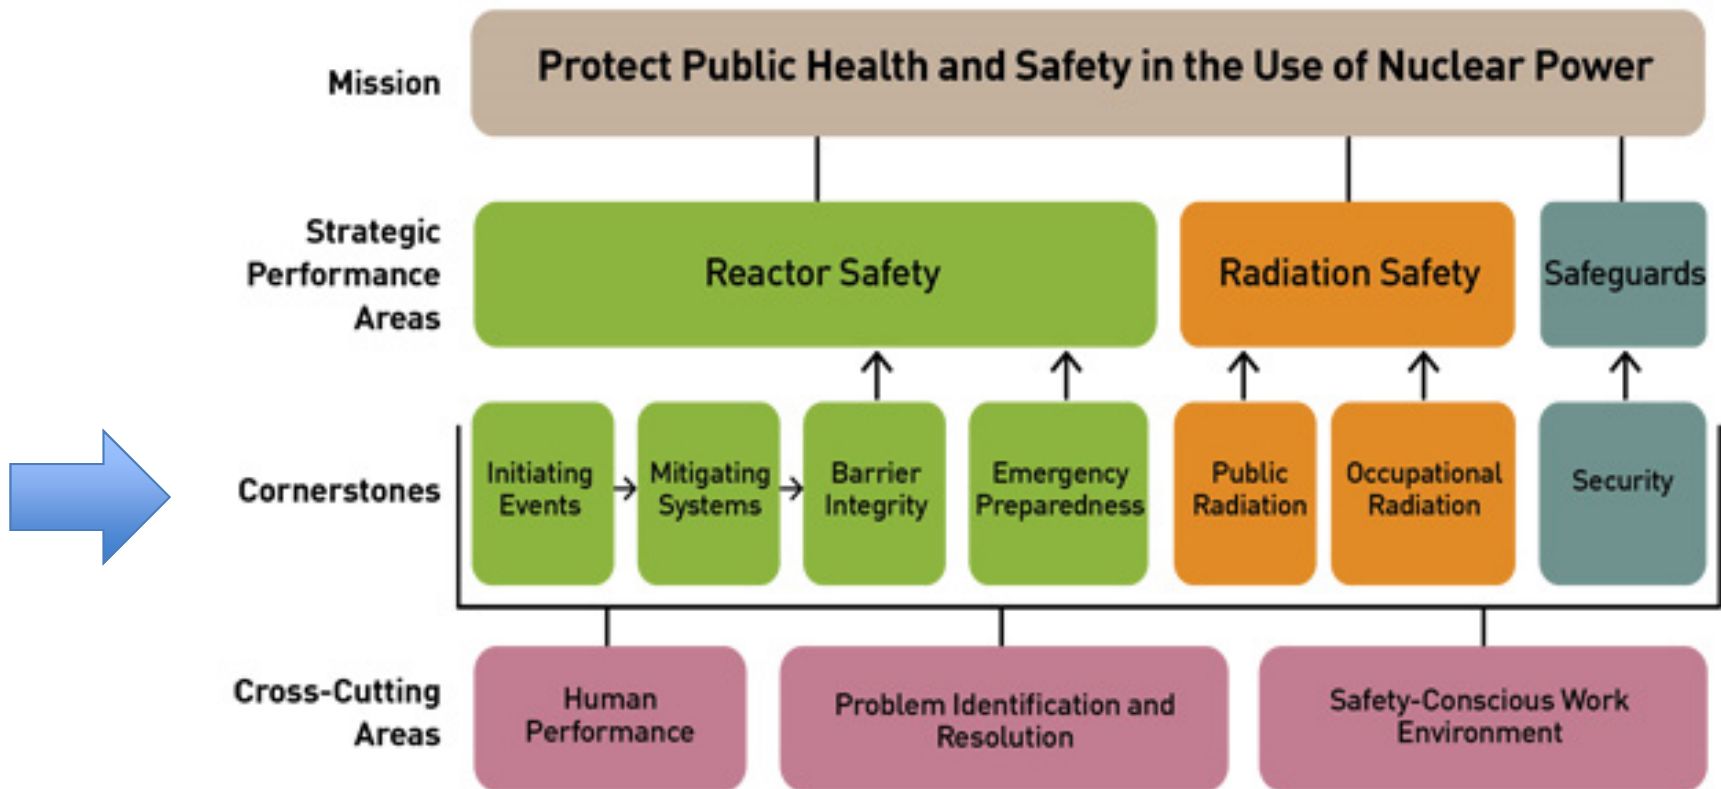 Mission
Protect Public Health and Safety in the Use of Nuclear Power
Strategic
Performance
Areas
Reactor Safety
Radiation Safety
Safeguards
Cornerstones
Initiating
Events
Mitigating
Systems
Barrier
Integrity
Emergency
Preparedness
Public
Radiation
Occupational
Radiation
Security
Cross-Cutting
Areas
Human
Performance
Problem Identification and
Resolution
Safety-Conscious Work
Environment